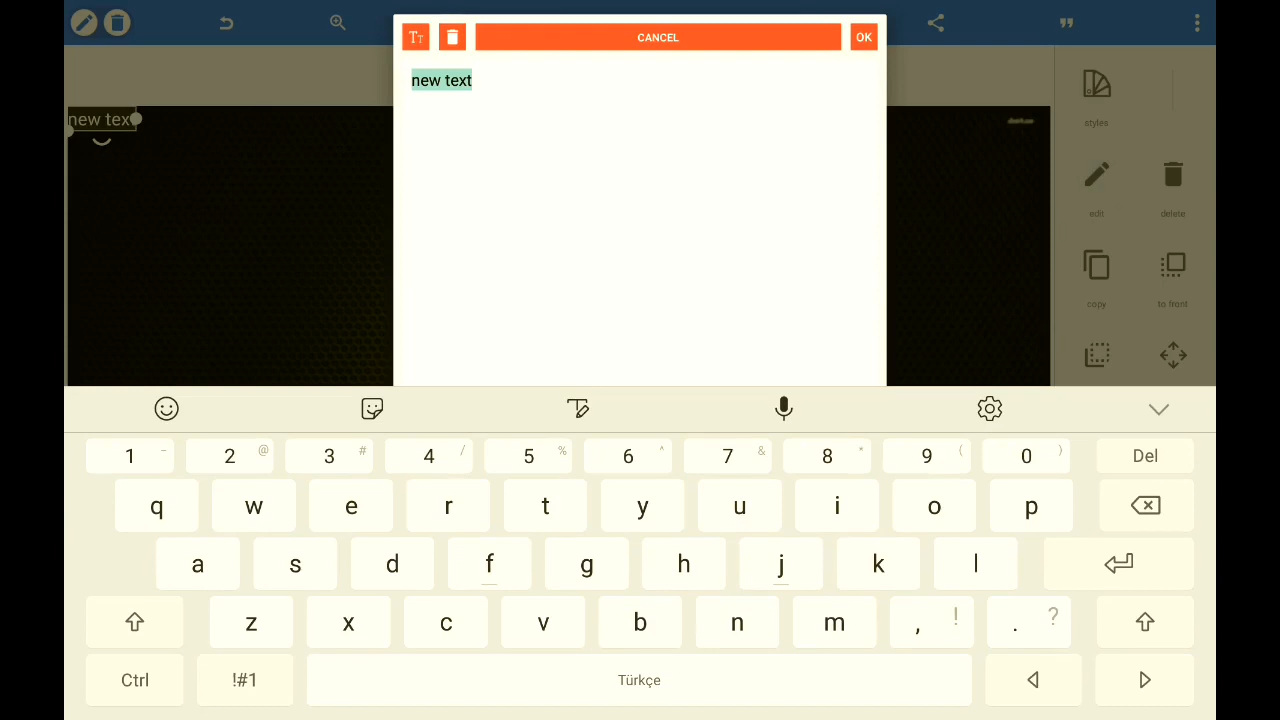 CANCEL
OK
new text
new tex
styles
edit
delete
copy
to front
1 - 2 @ 3 # 4 / 5 % 6 ^ 7 & 8 * 9 ( 0 ) Del
q w e r t y u i o p
a s d f g h j k l
z x c v b n m , ! . ?
Ctrl !#1 Türkçe